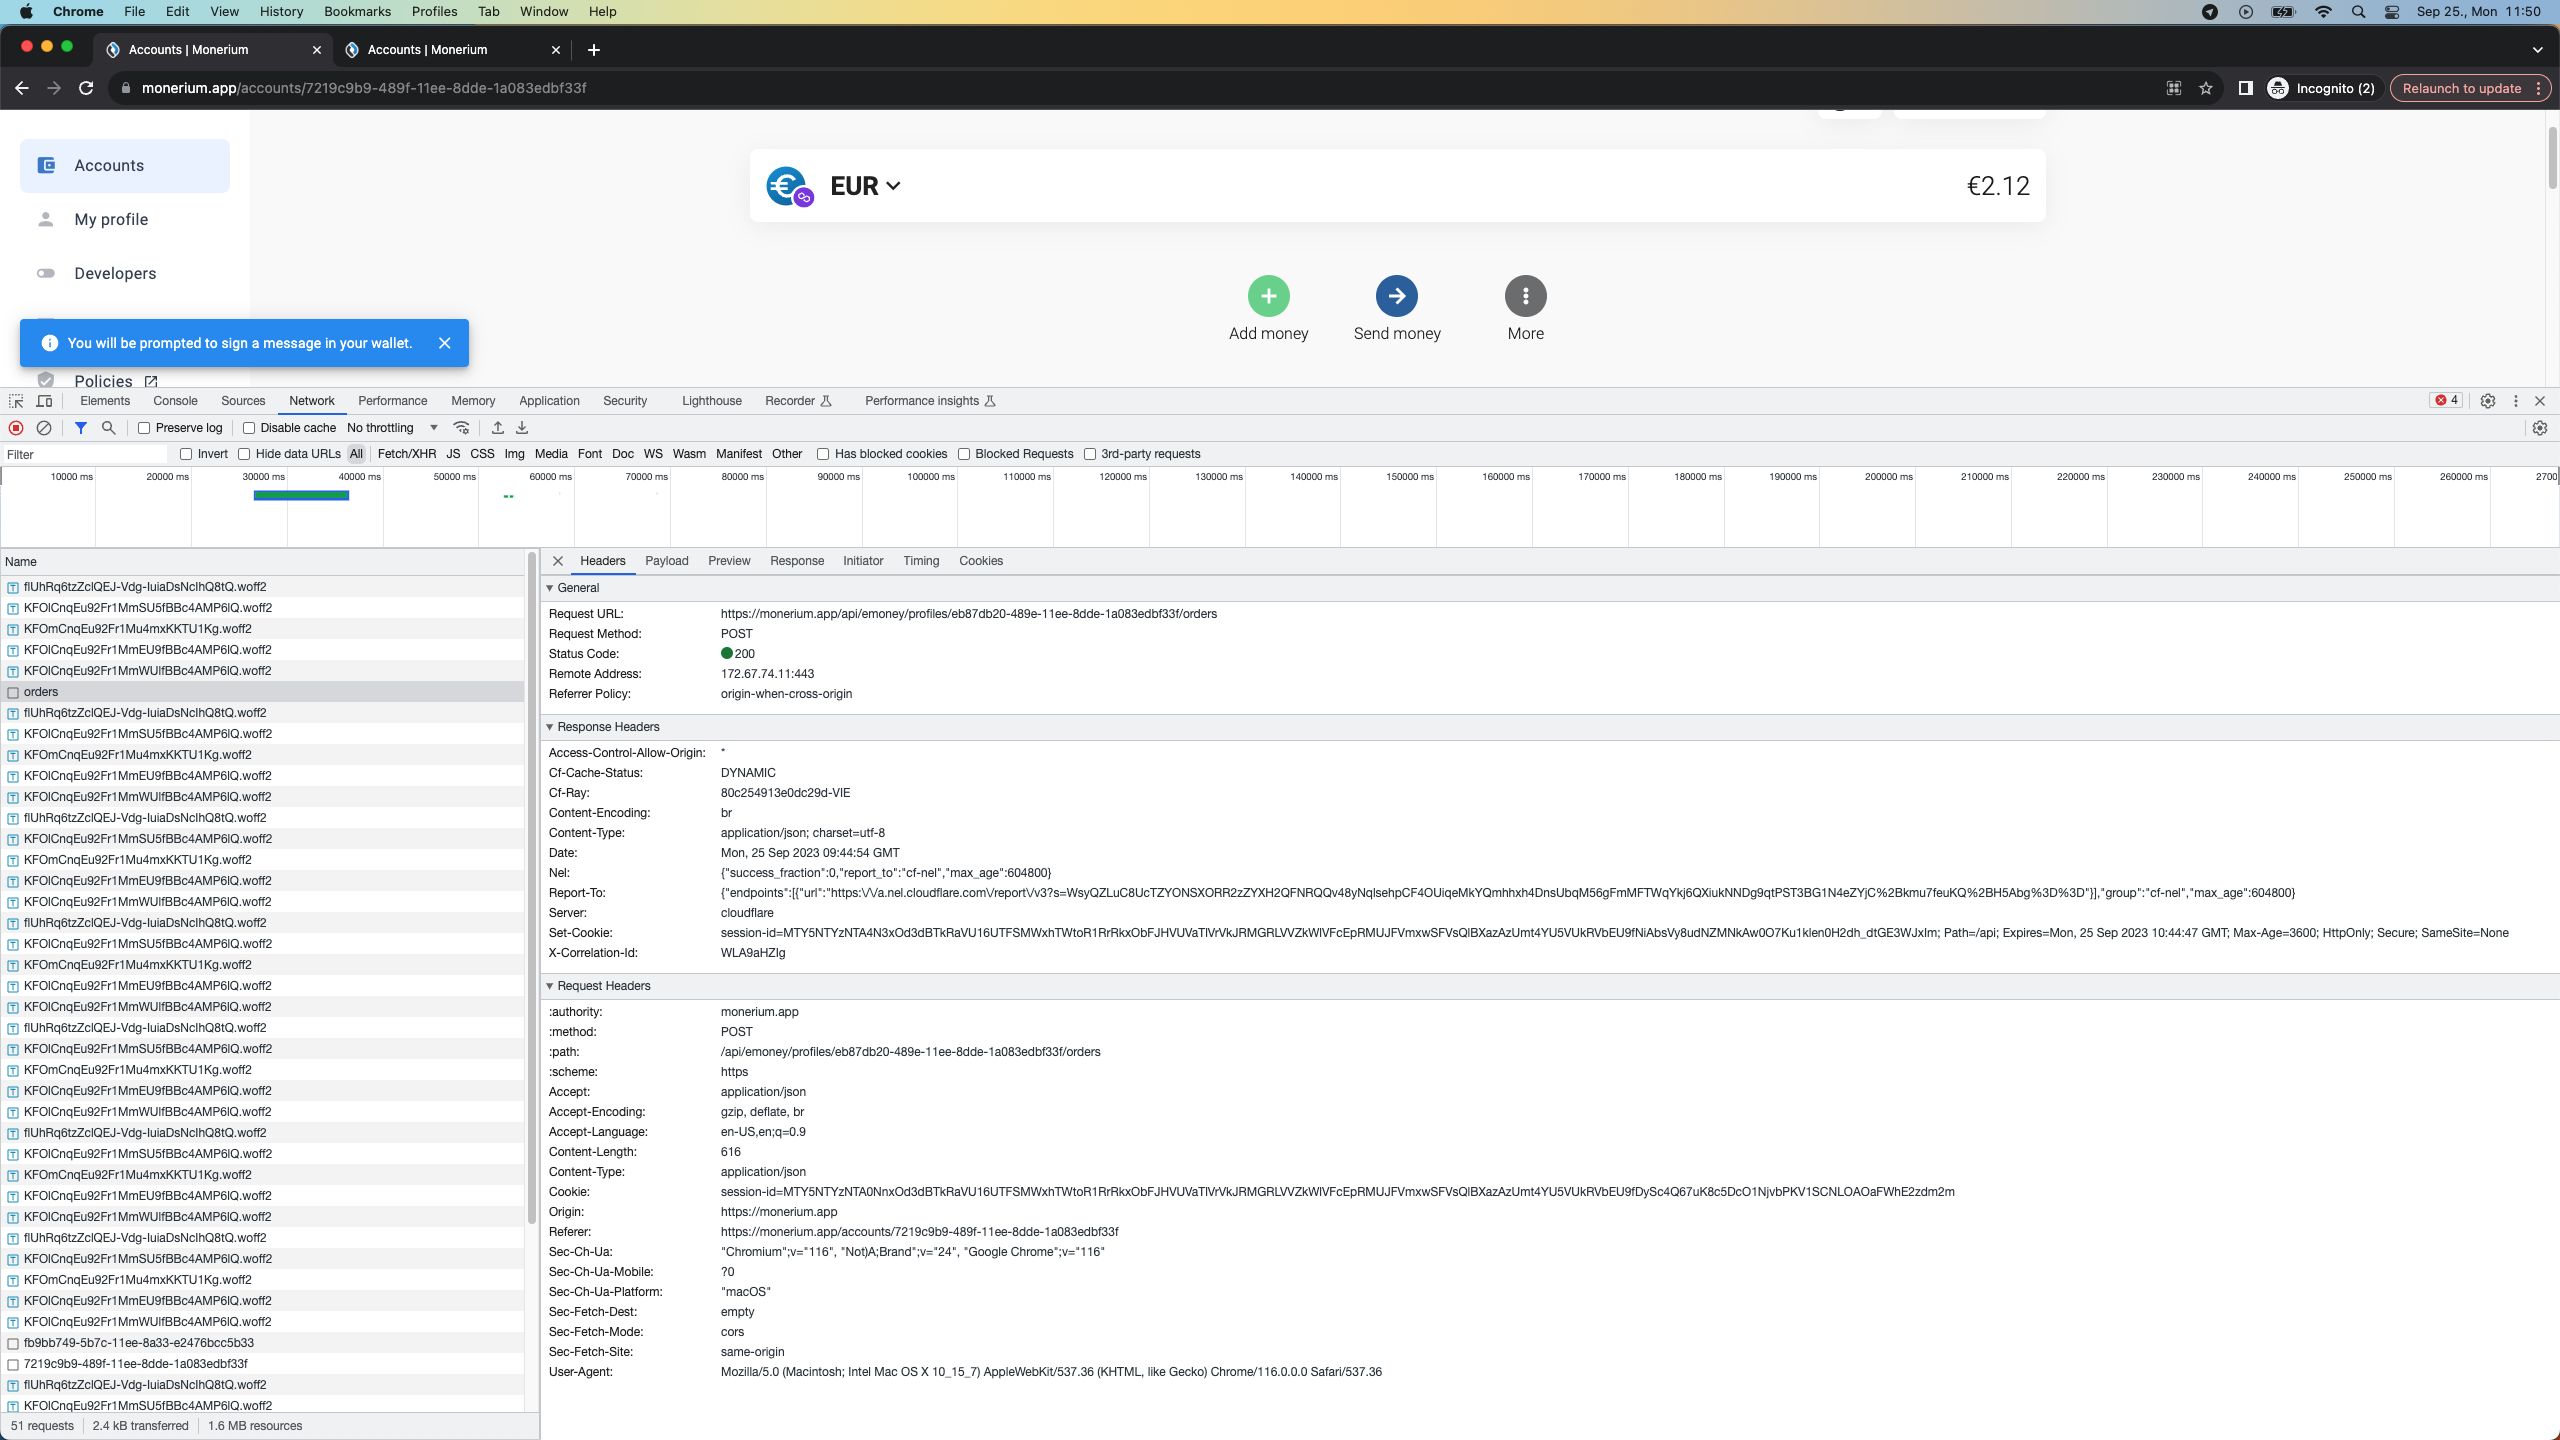 Chrome File Edit View History Bookmarks Profiles Tab Window Help Sep 25., Mon 11:50
Accounts | Monerium Accounts | Monerium
monerium.app/accounts/7219c9b9-489f-11ee-8dde-1a083edbf33f Incognito (2) Relaunch to update
Accounts
My profile
Developers
Policies
You will be prompted to sign a message in your wallet.
EUR €2.12
Add money Send money More
Elements Console Sources Network Performance Memory Application Security Lighthouse Recorder Performance insights 4
Preserve log Disable cache No throttling
Filter Invert Hide data URLs All Fetch/XHR JS CSS Img Media Font Doc WS Wasm Manifest Other Has blocked cookies Blocked Requests 3rd-party requests
10000 ms 20000 ms 30000 ms 40000 ms 50000 ms 60000 ms 70000 ms 80000 ms 90000 ms 100000 ms 110000 ms 120000 ms 130000 ms 140000 ms 150000 ms 160000 ms 170000 ms 180000 ms 190000 ms 200000 ms 210000 ms 220000 ms 230000 ms 240000 ms 250000 ms 260000 ms 2700
Name
flUhRq6tzZclQEJ-Vdg-IuiaDsNcIhQ8tQ.woff2
KFOlCnqEu92Fr1MmSU5fBBc4AMP6lQ.woff2
KFOmCnqEu92Fr1Mu4mxKKTU1Kg.woff2
KFOlCnqEu92Fr1MmEU9fBBc4AMP6lQ.woff2
KFOlCnqEu92Fr1MmWUlfBBc4AMP6lQ.woff2
orders
flUhRq6tzZclQEJ-Vdg-IuiaDsNcIhQ8tQ.woff2
KFOlCnqEu92Fr1MmSU5fBBc4AMP6lQ.woff2
KFOmCnqEu92Fr1Mu4mxKKTU1Kg.woff2
KFOlCnqEu92Fr1MmEU9fBBc4AMP6lQ.woff2
KFOlCnqEu92Fr1MmWUlfBBc4AMP6lQ.woff2
flUhRq6tzZclQEJ-Vdg-IuiaDsNcIhQ8tQ.woff2
KFOlCnqEu92Fr1MmSU5fBBc4AMP6lQ.woff2
KFOmCnqEu92Fr1Mu4mxKKTU1Kg.woff2
KFOlCnqEu92Fr1MmEU9fBBc4AMP6lQ.woff2
KFOlCnqEu92Fr1MmWUlfBBc4AMP6lQ.woff2
flUhRq6tzZclQEJ-Vdg-IuiaDsNcIhQ8tQ.woff2
KFOlCnqEu92Fr1MmSU5fBBc4AMP6lQ.woff2
KFOmCnqEu92Fr1Mu4mxKKTU1Kg.woff2
KFOlCnqEu92Fr1MmEU9fBBc4AMP6lQ.woff2
KFOlCnqEu92Fr1MmWUlfBBc4AMP6lQ.woff2
flUhRq6tzZclQEJ-Vdg-IuiaDsNcIhQ8tQ.woff2
KFOlCnqEu92Fr1MmSU5fBBc4AMP6lQ.woff2
KFOmCnqEu92Fr1Mu4mxKKTU1Kg.woff2
KFOlCnqEu92Fr1MmEU9fBBc4AMP6lQ.woff2
KFOlCnqEu92Fr1MmWUlfBBc4AMP6lQ.woff2
flUhRq6tzZclQEJ-Vdg-IuiaDsNcIhQ8tQ.woff2
KFOlCnqEu92Fr1MmSU5fBBc4AMP6lQ.woff2
KFOmCnqEu92Fr1Mu4mxKKTU1Kg.woff2
KFOlCnqEu92Fr1MmEU9fBBc4AMP6lQ.woff2
KFOlCnqEu92Fr1MmWUlfBBc4AMP6lQ.woff2
flUhRq6tzZclQEJ-Vdg-IuiaDsNcIhQ8tQ.woff2
KFOlCnqEu92Fr1MmSU5fBBc4AMP6lQ.woff2
KFOmCnqEu92Fr1Mu4mxKKTU1Kg.woff2
KFOlCnqEu92Fr1MmEU9fBBc4AMP6lQ.woff2
KFOlCnqEu92Fr1MmWUlfBBc4AMP6lQ.woff2
fb9bb749-5b7c-11ee-8a33-e2476bcc5b33
7219c9b9-489f-11ee-8dde-1a083edbf33f
flUhRq6tzZclQEJ-Vdg-IuiaDsNcIhQ8tQ.woff2
KFOlCnqEu92Fr1MmSU5fBBc4AMP6lQ.woff2
51 requests 2.4 kB transferred 1.6 MB resources
Headers Payload Preview Response Initiator Timing Cookies
General
Request URL: https://monerium.app/api/emoney/profiles/eb87db20-489e-11ee-8dde-1a083edbf33f/orders
Request Method: POST
Status Code: 200
Remote Address: 172.67.74.11:443
Referrer Policy: origin-when-cross-origin
Response Headers
Access-Control-Allow-Origin: *
Cf-Cache-Status: DYNAMIC
Cf-Ray: 80c254913e0dc29d-VIE
Content-Encoding: br
Content-Type: application/json; charset=utf-8
Date: Mon, 25 Sep 2023 09:44:54 GMT
Nel: {"success_fraction":0,"report_to":"cf-nel","max_age":604800}
Report-To: {"endpoints":[{"url":"https:\/\/a.nel.cloudflare.com\/report\/v3?s=WsyQZLuC8UcTZYONSXORR2zZYXH2QFNRQQv48yNqlsehpCF4OUiqeMkYQmhhxh4DnsUbqM56gFmMFTWqYkj6QXiukNNDg9qtPST3BG1N4eZYjC%2Bkmu7feuKQ%2BH5Abg%3D%3D"}],"group":"cf-nel","max_age":604800}
Server: cloudflare
Set-Cookie: session-id=MTY5NTYzNTA4N3xOd3dBTkRaVU16UTFSMWxhTWtoR1RrRkxObFJHVUVaTlVrVkJRMGRLVVZkWlVFcEpRMUJFVmxwSFVsQlBXazAzUmt4YU5VUkRVbEU9fNiAbsVy8udNZMNkAw0O7Ku1klen0H2dh_dtGE3WJxIm; Path=/api; Expires=Mon, 25 Sep 2023 10:44:47 GMT; Max-Age=3600; HttpOnly; Secure; SameSite=None
X-Correlation-Id: WLA9aHZIg
Request Headers
:authority: monerium.app
:method: POST
:path: /api/emoney/profiles/eb87db20-489e-11ee-8dde-1a083edbf33f/orders
:scheme: https
Accept: application/json
Accept-Encoding: gzip, deflate, br
Accept-Language: en-US,en;q=0.9
Content-Length: 616
Content-Type: application/json
Cookie: session-id=MTY5NTYzNTA0NnxOd3dBTkRaVU16UTFSMWxhTWtoR1RrRkxObFJHVUVaTlVrVkJRMGRLVVZkWlVFcEpRMUJFVmxwSFVsQlBXazAzUmt4YU5VUkRVbEU9fDySc4Q67uK8c5DcO1NjvbPKV1SCNLOAOaFWhE2zdm2m
Origin: https://monerium.app
Referer: https://monerium.app/accounts/7219c9b9-489f-11ee-8dde-1a083edbf33f
Sec-Ch-Ua: "Chromium";v="116", "Not)A;Brand";v="24", "Google Chrome";v="116"
Sec-Ch-Ua-Mobile: ?0
Sec-Ch-Ua-Platform: "macOS"
Sec-Fetch-Dest: empty
Sec-Fetch-Mode: cors
Sec-Fetch-Site: same-origin
User-Agent: Mozilla/5.0 (Macintosh; Intel Mac OS X 10_15_7) AppleWebKit/537.36 (KHTML, like Gecko) Chrome/116.0.0.0 Safari/537.36